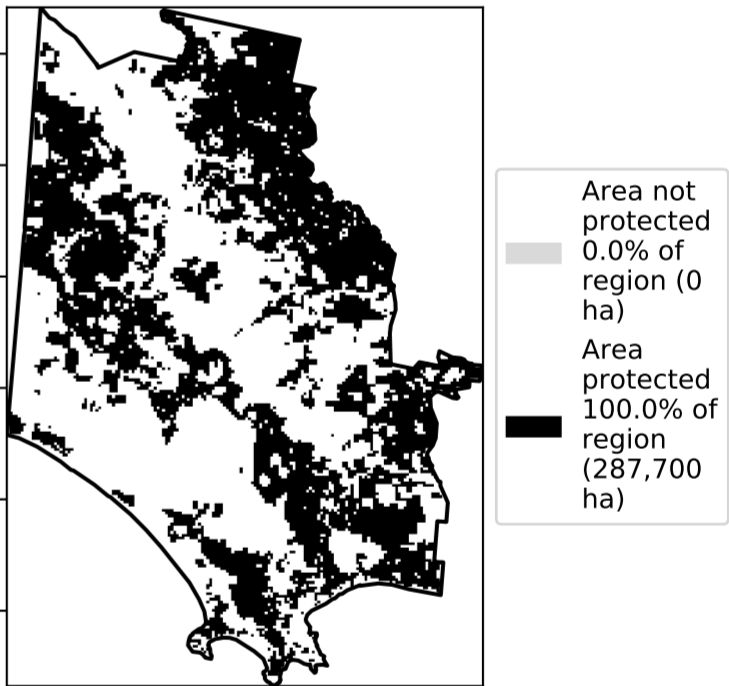 Area not
protected
0.0% of
region (0
ha)
Area
protected
100.0% of
region
(287,700
ha)